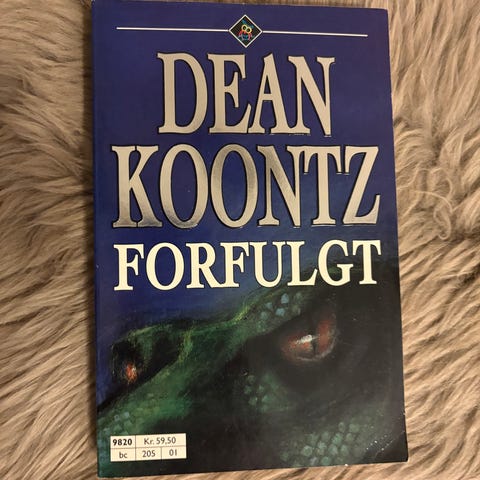 DEAN
KOONTZ
FORFULGT
9820 Kr. 59.50
bc 205 01